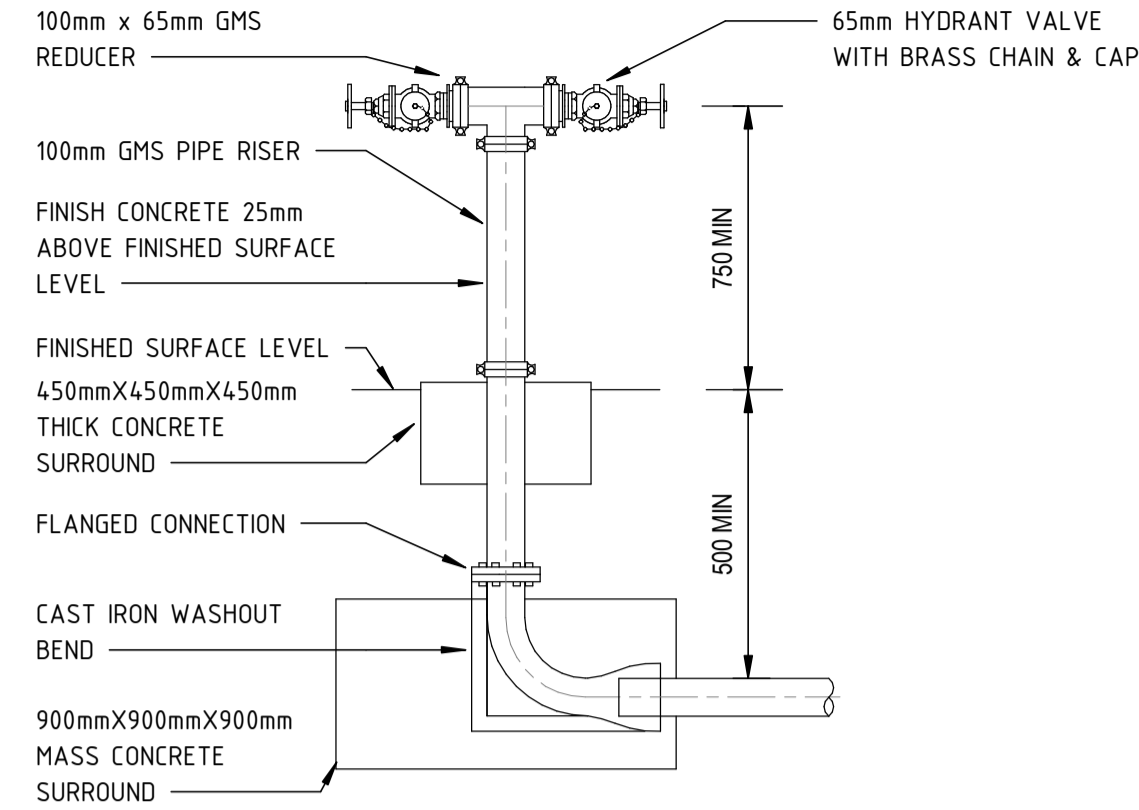 100mm x 65mm GMS
REDUCER
65mm HYDRANT VALVE
WITH BRASS CHAIN & CAP
100mm GMS PIPE RISER
FINISH CONCRETE 25mm
ABOVE FINISHED SURFACE
LEVEL
750 MIN
FINISHED SURFACE LEVEL
450mmX450mmX450mm
THICK CONCRETE
SURROUND
FLANGED CONNECTION
500 MIN
CAST IRON WASHOUT
BEND
900mmX900mmX900mm
MASS CONCRETE
SURROUND